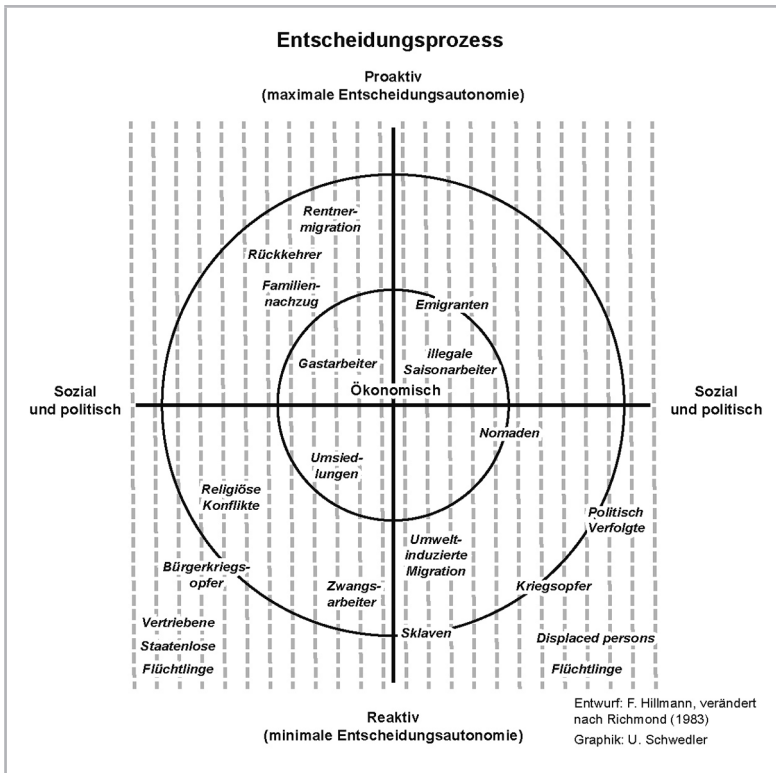 Entscheidungsprozess
Proaktiv
(maximale Entscheidungsautonomie)
Rentner-
migration
Rückkehrer
Familien-
nachzug
Emigranten
Gastarbeiter
illegale
Saisonarbeiter
Ökonomisch
Sozial
und politisch
Sozial
und politisch
Nomaden
Umsied-
lungen
Religiöse
Konflikte
Politisch
Verfolgte
Umwelt-
induzierte
Migration
Bürgerkriegs-
opfer
Zwangs-
arbeiter
Kriegsopfer
Vertriebene
Sklaven
Displaced persons
Staatenlose
Flüchtlinge
Flüchtlinge
Reaktiv
(minimale Entscheidungsautonomie)
Entwurf: F. Hillmann, verändert
nach Richmond (1983)
Graphik: U. Schwedler